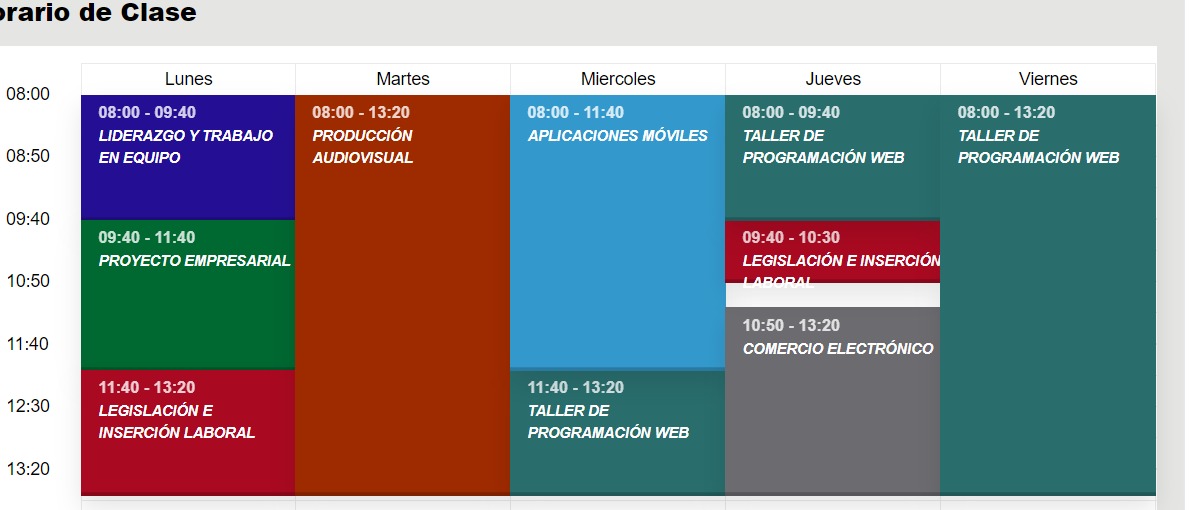 orario de Clase
Lunes
Martes
Miercoles
Jueves
Viernes
08:00
08:50
09:40
10:50
11:40
12:30
13:20
08:00 - 09:40
LIDERAZGO Y TRABAJO
EN EQUIPO
09:40 - 11:40
PROYECTO EMPRESARIAL
11:40 - 13:20
LEGISLACIÓN E
INSERCIÓN LABORAL
08:00 - 13:20
PRODUCCIÓN
AUDIOVISUAL
08:00 - 11:40
APLICACIONES MÓVILES
11:40 - 13:20
TALLER DE
PROGRAMACIÓN WEB
08:00 - 09:40
TALLER DE
PROGRAMACIÓN WEB
09:40 - 10:30
LEGISLACIÓN E INSERCIÓN
LABORAL
10:50 - 13:20
COMERCIO ELECTRÓNICO
08:00 - 13:20
TALLER DE
PROGRAMACIÓN WEB